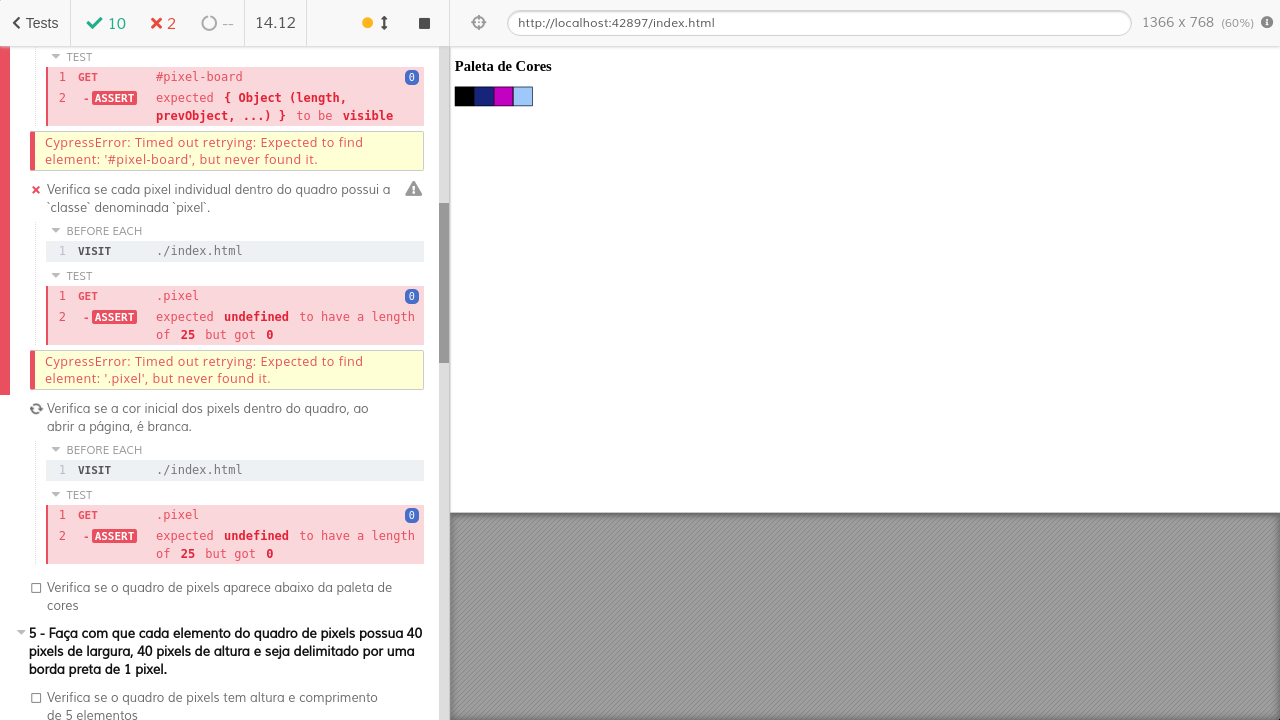 Tests
10
2
--
14.12
http://localhost:42897/index.html
1366 x 768 (60%)
TEST
1 GET #pixel-board 0
2 -ASSERT expected { Object (length,
prevObject, ...) } to be visible
CypressError: Timed out retrying: Expected to find
element: '#pixel-board', but never found it.
Verifica se cada pixel individual dentro do quadro possui a
`classe` denominada `pixel`.
BEFORE EACH
1 VISIT ./index.html
TEST
1 GET .pixel 0
2 -ASSERT expected undefined to have a length
of 25 but got 0
CypressError: Timed out retrying: Expected to find
element: '.pixel', but never found it.
Verifica se a cor inicial dos pixels dentro do quadro, ao
abrir a página, é branca.
BEFORE EACH
1 VISIT ./index.html
TEST
1 GET .pixel 0
2 -ASSERT expected undefined to have a length
of 25 but got 0
Verifica se o quadro de pixels aparece abaixo da paleta de
cores
5 - Faça com que cada elemento do quadro de pixels possua 40
pixels de largura, 40 pixels de altura e seja delimitado por uma
borda preta de 1 pixel.
Verifica se o quadro de pixels tem altura e comprimento
de 5 elementos
Paleta de Cores